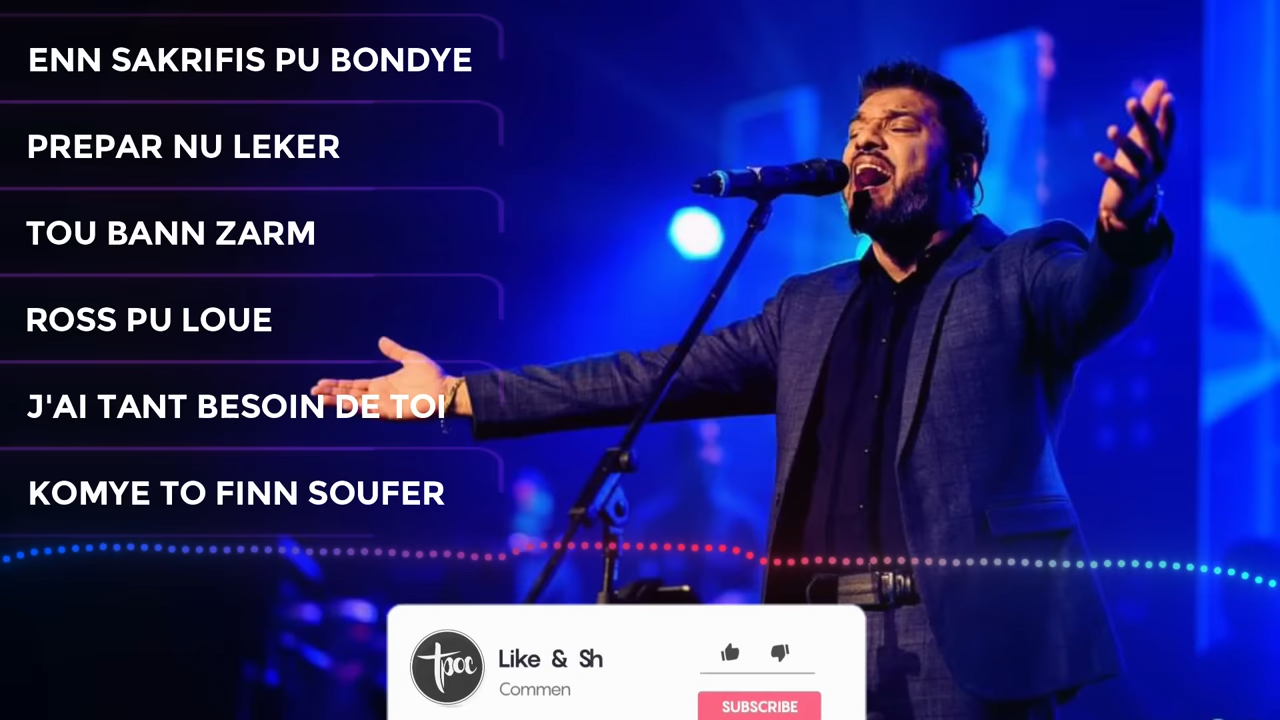 ENN SAKRIFIS PU BONDYE
PREPAR NU LEKER
TOU BANN ZARM
ROSS PU LOUE
J'AI TANT BESOIN DE TOI
KOMYE TO FINN SOUFER
tpoc
Like & Sh
Commen
SUBSCRIBE